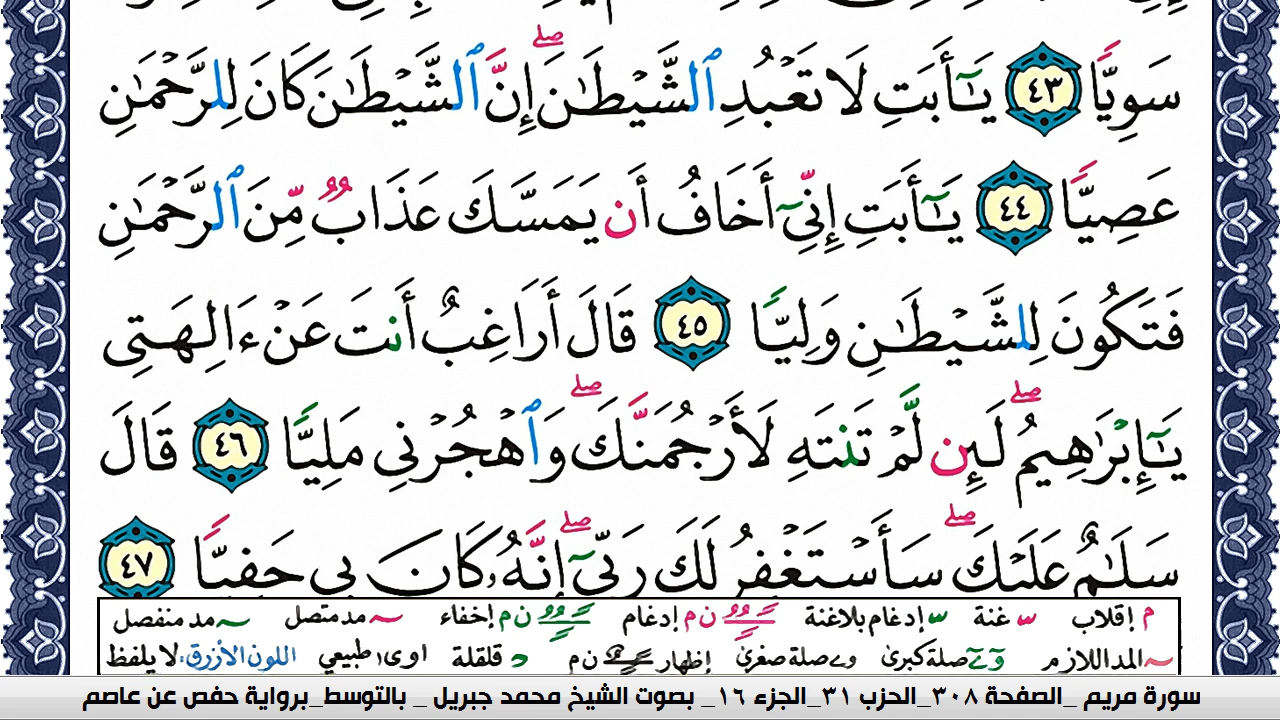 سَوِيًّا ٤٣ يَـٰٓأَبَتِ لَا تَعْبُدِ ٱلشَّيْطَـٰنَ ۖ إِنَّ ٱلشَّيْطَـٰنَ كَانَ لِلرَّحْمَـٰنِ
عَصِيًّا ٤٤ يَـٰٓأَبَتِ إِنِّىٓ أَخَافُ أَن يَمَسَّكَ عَذَابٌ مِّنَ ٱلرَّحْمَـٰنِ
فَتَكُونَ لِلشَّيْطَـٰنِ وَلِيًّا ٤٥ قَالَ أَرَاغِبٌ أَنتَ عَنْ ءَالِهَتِى
يَـٰٓإِبْرَٰهِيمُ ۖ لَئِن لَّمْ تَنتَهِ لَأَرْجُمَنَّكَ ۖ وَٱهْجُرْنِى مَلِيًّا ٤٦ قَالَ
سَلَـٰمٌ عَلَيْكَ ۖ سَأَسْتَغْفِرُ لَكَ رَبِّىٓ ۖ إِنَّهُۥ كَانَ بِى حَفِيًّا ٤٧
م إقلاب غنة إدغام بلاغنة ن م إدغام ن م إخفاء مد متصل مد منفصل
المد اللازم صلة كبرى صلة صغرى إظهار ن م قلقلة او ى ا طبيعي اللون الأزرق، لا يلفظ
سورة مريم _الصفحة ٣٠٨_الحزب ٣١_الجزء ١٦_ بصوت الشيخ محمد جبريل _ بالتوسط_برواية حفص عن عاصم